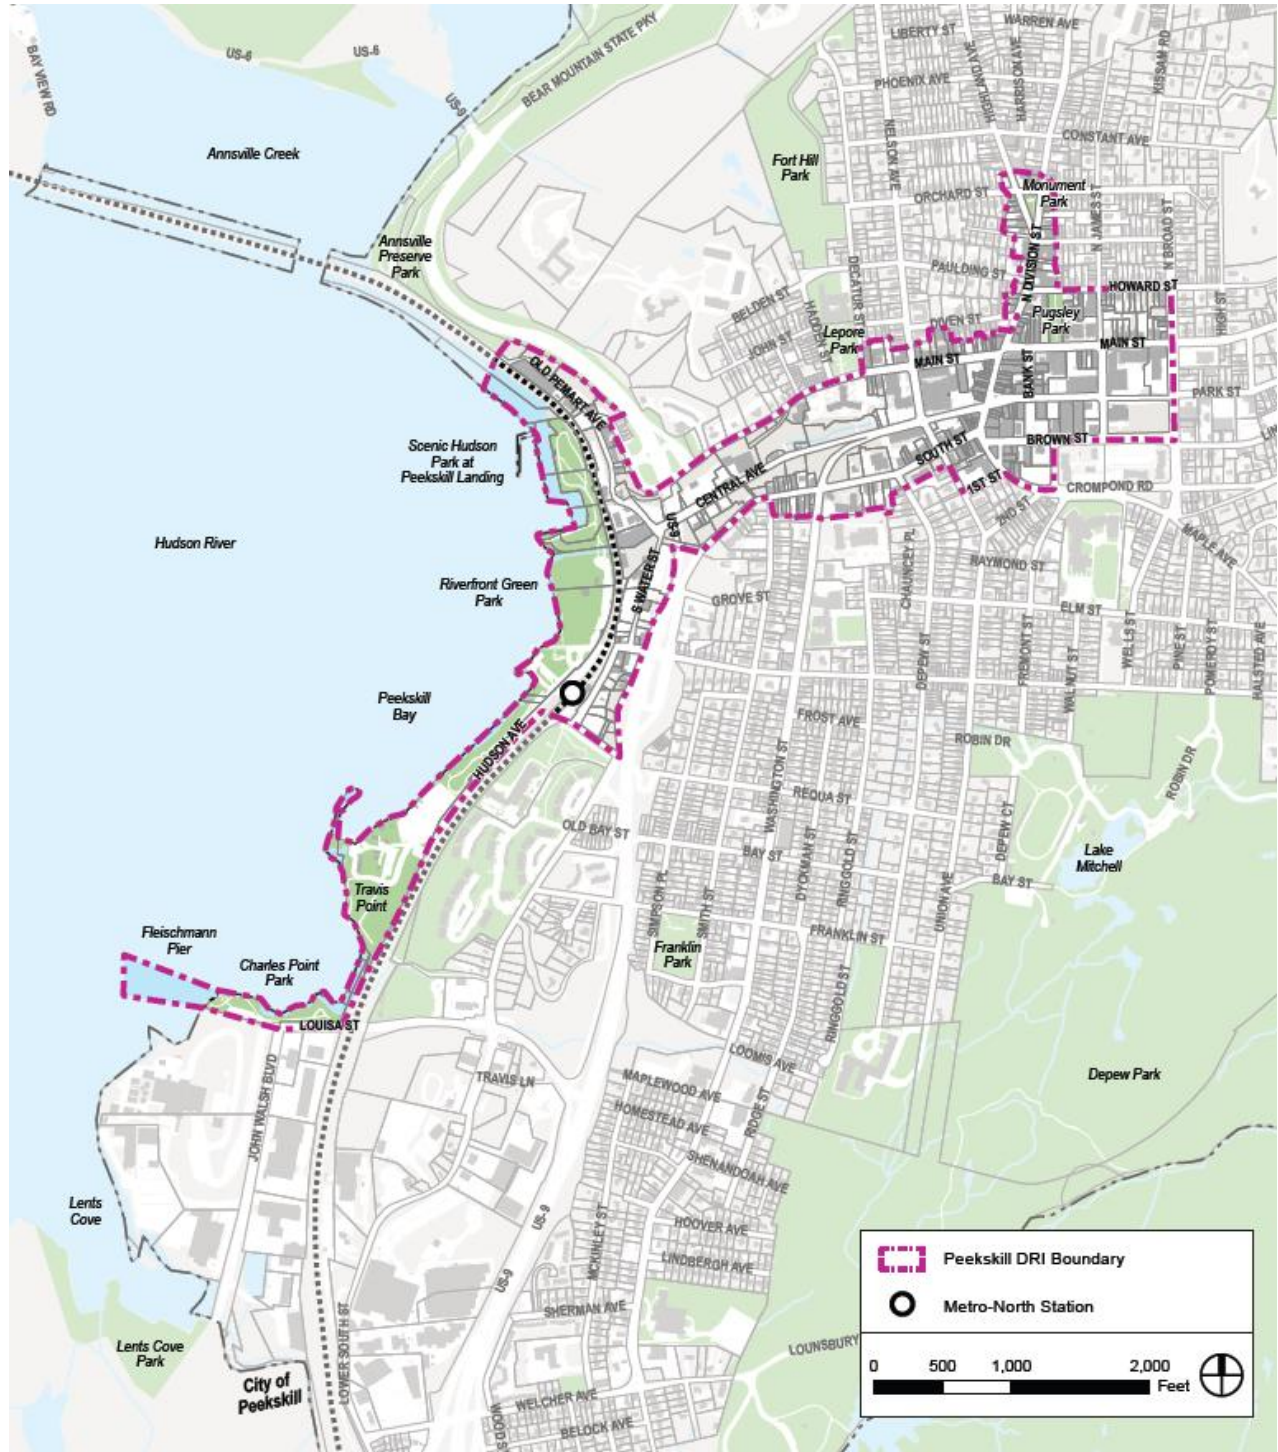 WARREN AVE
LIBERTY ST
BAY VIEW RD
US-6
US-6
BEAR MOUNTAIN STATE PKY
HIGHLAND AVE
HARRISON AVE
KISSAM RD
PHOENIX AVE
US-9
NELSON AVE
CONSTANT AVE
Annsville Creek
Fort Hill
Park
ORCHARD ST
Monument
Park
N JAMES ST
N BROAD ST
Annsville
Preserve
Park
PAULDING ST
N DIVISION ST
DECATUR ST
HOWARD ST
BELDEN ST
HADDEN ST
DIVEN ST
Pugsley
Park
HIGH ST
JOHN ST
Lepore
Park
MAIN ST
MAIN ST
OLD PEMART AVE
BANK ST
PARK ST
Scenic Hudson
Park at
Peekskill Landing
SOUTH ST
BROWN ST
CENTRAL AVE
1ST ST
CROMPOND RD
2ND ST
US-9
Hudson River
CHAUNCEY PL
RAYMOND ST
MAPLE AVE
Riverfront Green
Park
S WATER ST
GROVE ST
ELM ST
DEPEW ST
FREMONT ST
WALNUT ST
WELLS ST
PINE ST
POMEROY ST
HALSTED AVE
Peekskill
Bay
HUDSON AVE
FROST AVE
WASHINGTON ST
ROBIN DR
ROBIN DR
REQUA ST
OLD BAY ST
BAY ST
DYCKMAN ST
RINGGOLD ST
DEPEW CT
Lake
Mitchell
BAY ST
Travis
Point
SIMPSON PL
SMITH ST
UNION AVE
Fleischmann
Pier
FRANKLIN ST
Franklin
Park
Charles Point
Park
RINGGOLD ST
LOUISA ST
LOOMIS AVE
JOHN WALSH BLVD
TRAVIS LN
MAPLEWOOD AVE
Depew Park
HOMESTEAD AVE
RIDGE ST
SHENANDOAH AVE
Lents
Cove
US-9
MCKINLEY ST
HOOVER AVE
LINDBERGH AVE
US-9
SHERMAN AVE
Lents Cove
Park
LOWER SOUTH ST
City of
Peekskill
LOUNSBURY
WELCHER AVE
BELOCK AVE
Peekskill DRI Boundary
Metro-North Station
0 500 1,000 2,000
Feet